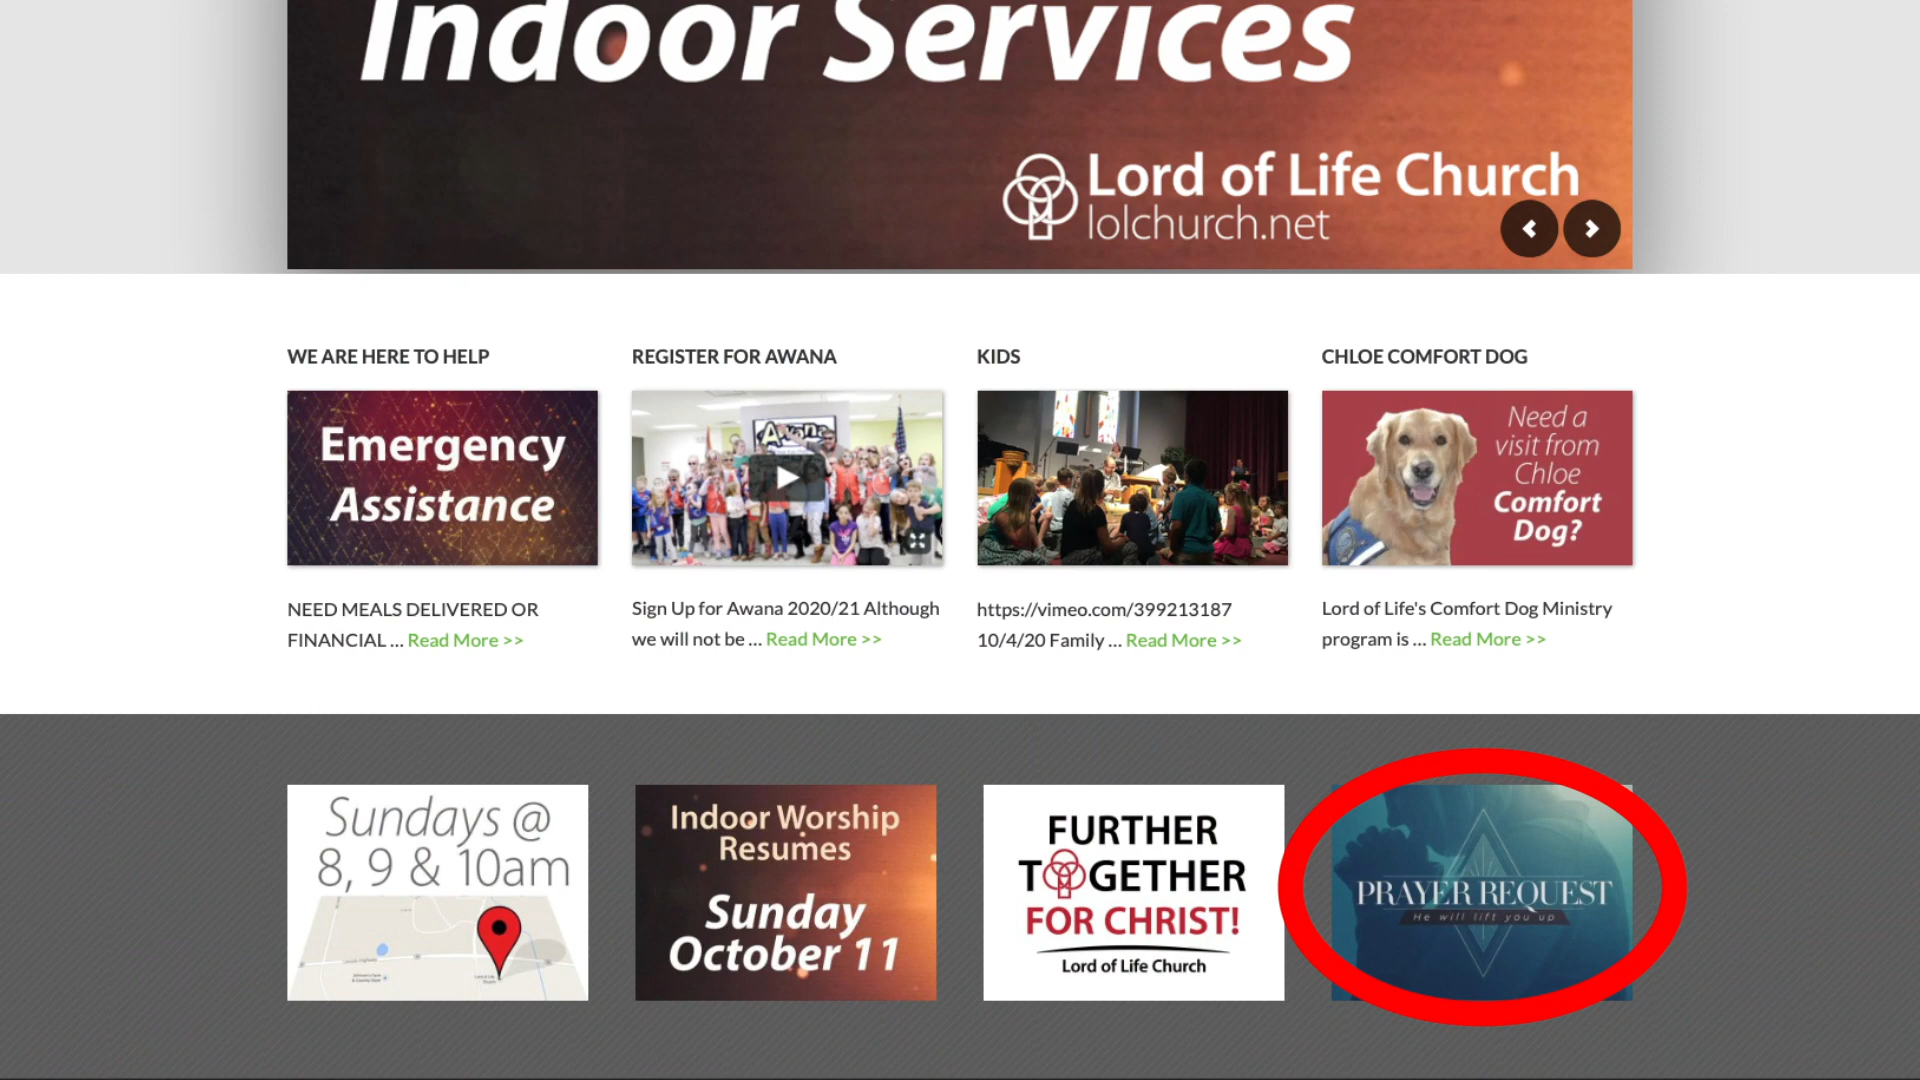 Indoor Services
Lord of Life Church
lolchurch.net
WE ARE HERE TO HELP
Emergency
Assistance
NEED MEALS DELIVERED OR
FINANCIAL ... Read More >>
REGISTER FOR AWANA
Awana
Sign Up for Awana 2020/21 Although
we will not be ... Read More >>
KIDS
https://vimeo.com/399213187
10/4/20 Family ... Read More >>
CHLOE COMFORT DOG
Need a
visit from
Chloe
Comfort
Dog?
Lord of Life's Comfort Dog Ministry
program is ... Read More >>
Sundays @
8, 9 & 10am
Indoor Worship
Resumes
Sunday
October 11
FURTHER
TOGETHER
FOR CHRIST!
Lord of Life Church
PRAYER REQUEST
He will lift you up